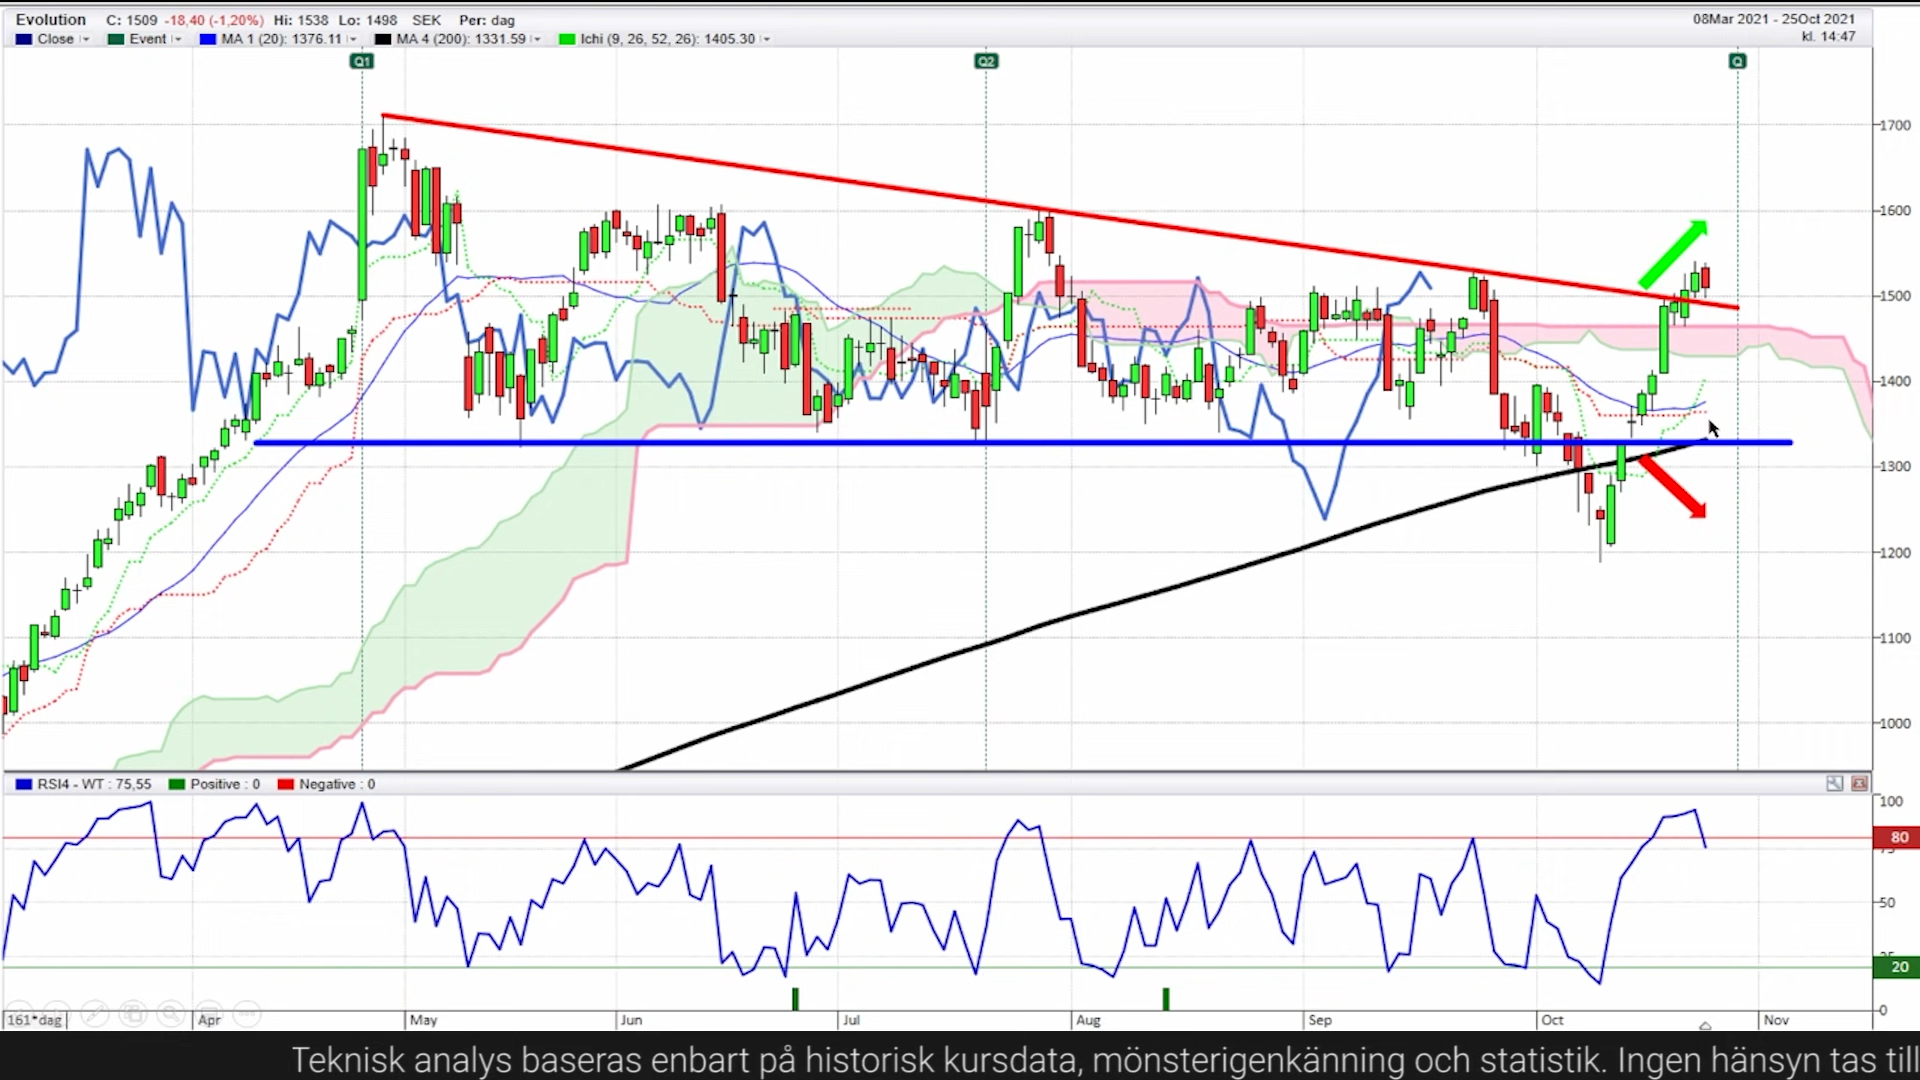 Evolution C: 1509 -18,40 (-1,20%) Hi: 1538 Lo: 1498 SEK Per: dag
08Mar 2021 - 25Oct 2021
kl. 14:47
Close Event MA 1 (20): 1376.11 MA 4 (200): 1331.59 Ichi (9, 26, 52, 26): 1405.30
Q1 Q2 Q
1700
1600
1500
1400
1300
1200
1100
1000
RSI4 - WT : 75,55 Positive : 0 Negative : 0
100
80
50
20
0
161*dag Apr May Jun Jul Aug Sep Oct Nov
Teknisk analys baseras enbart på historisk kursdata, mönsterigenkänning och statistik. Ingen hänsyn tas till